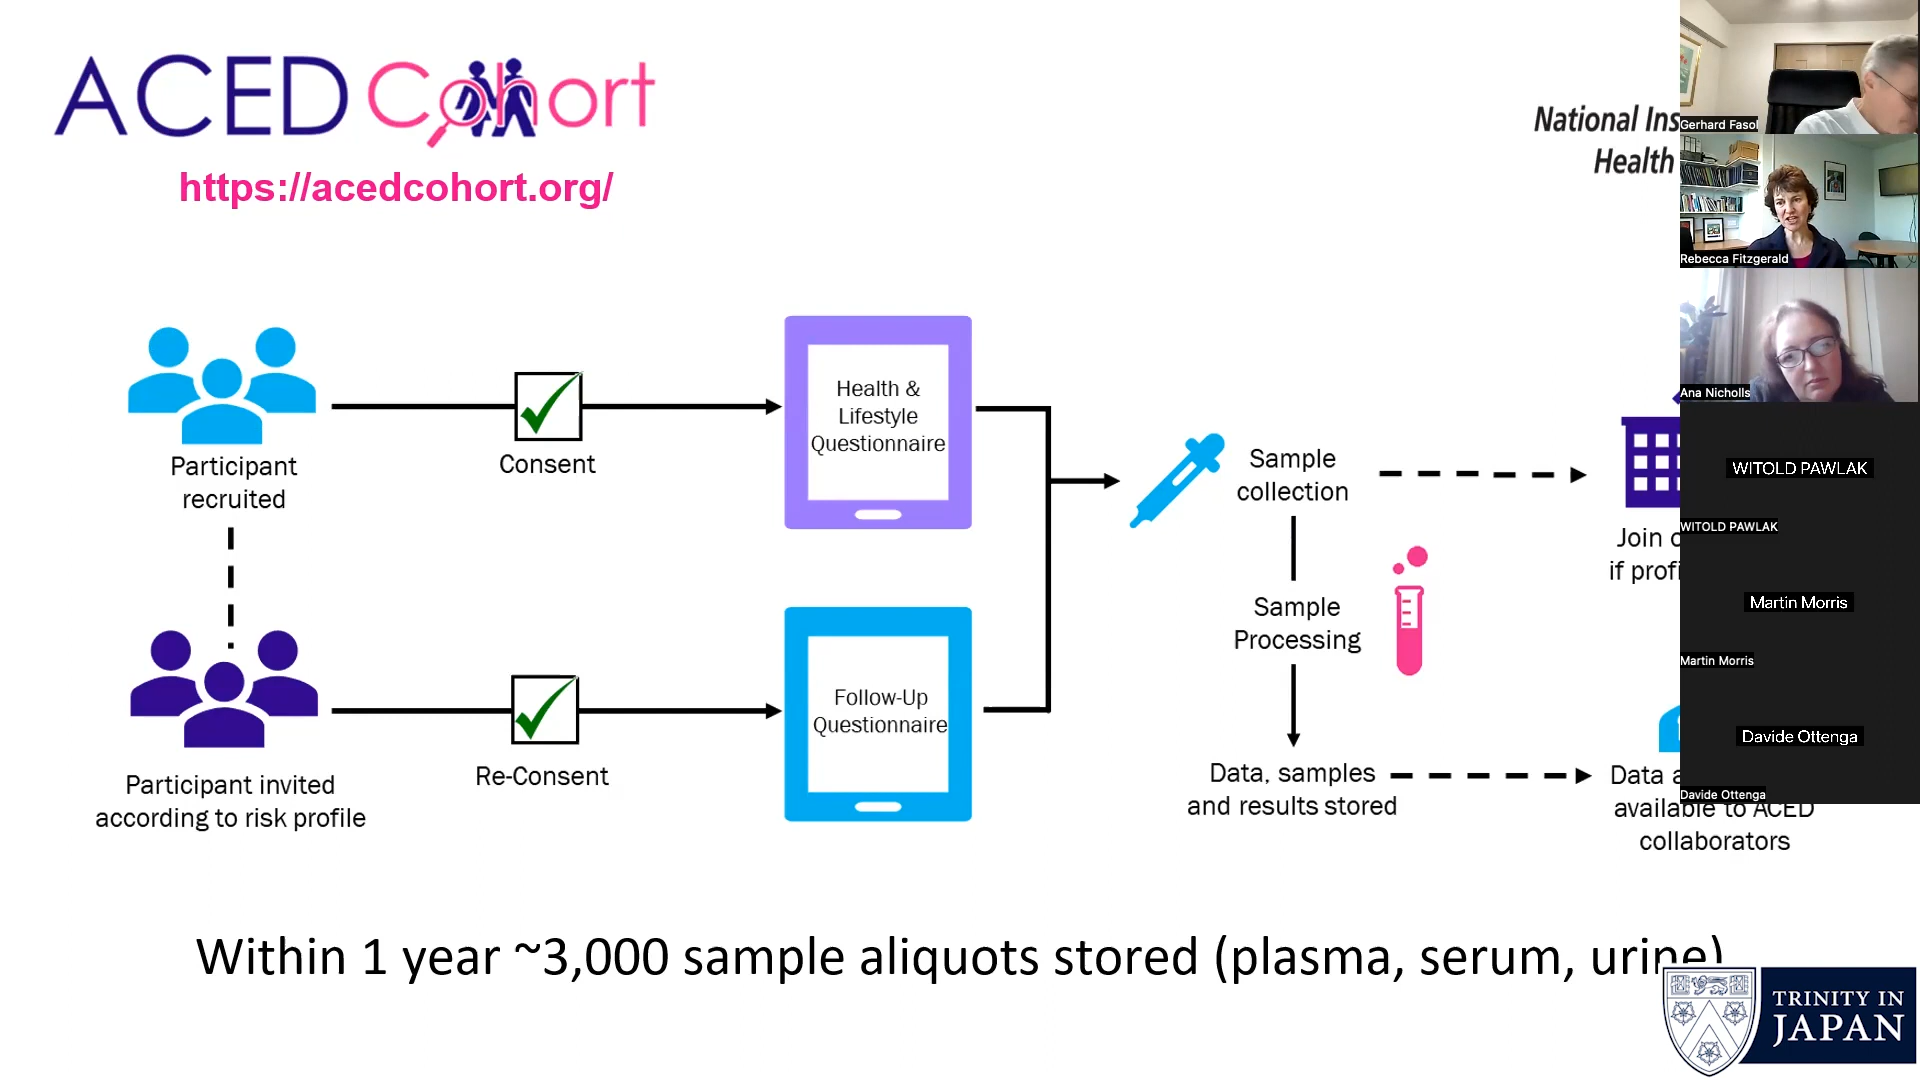 ACED Cohort
https://acedcohort.org/
National Ins
Health
Participant
recruited
Consent
Health &
Lifestyle
Questionnaire
Sample
collection
Join
if
Sample
Processing
Participant invited
according to risk profile
Re-Consent
Follow-Up
Questionnaire
Data, samples
and results stored
Data
available to ACED
collaborators
Within 1 year ~3,000 sample aliquots stored (plasma, serum, urine)
Gerhard Fasol
Rebecca Fitzgerald
Ana Nicholls
WITOLD PAWLAK
WITOLD PAWLAK
Martin Morris
Martin Morris
Davide Ottenga
Davide Ottenga
TRINITY IN
JAPAN